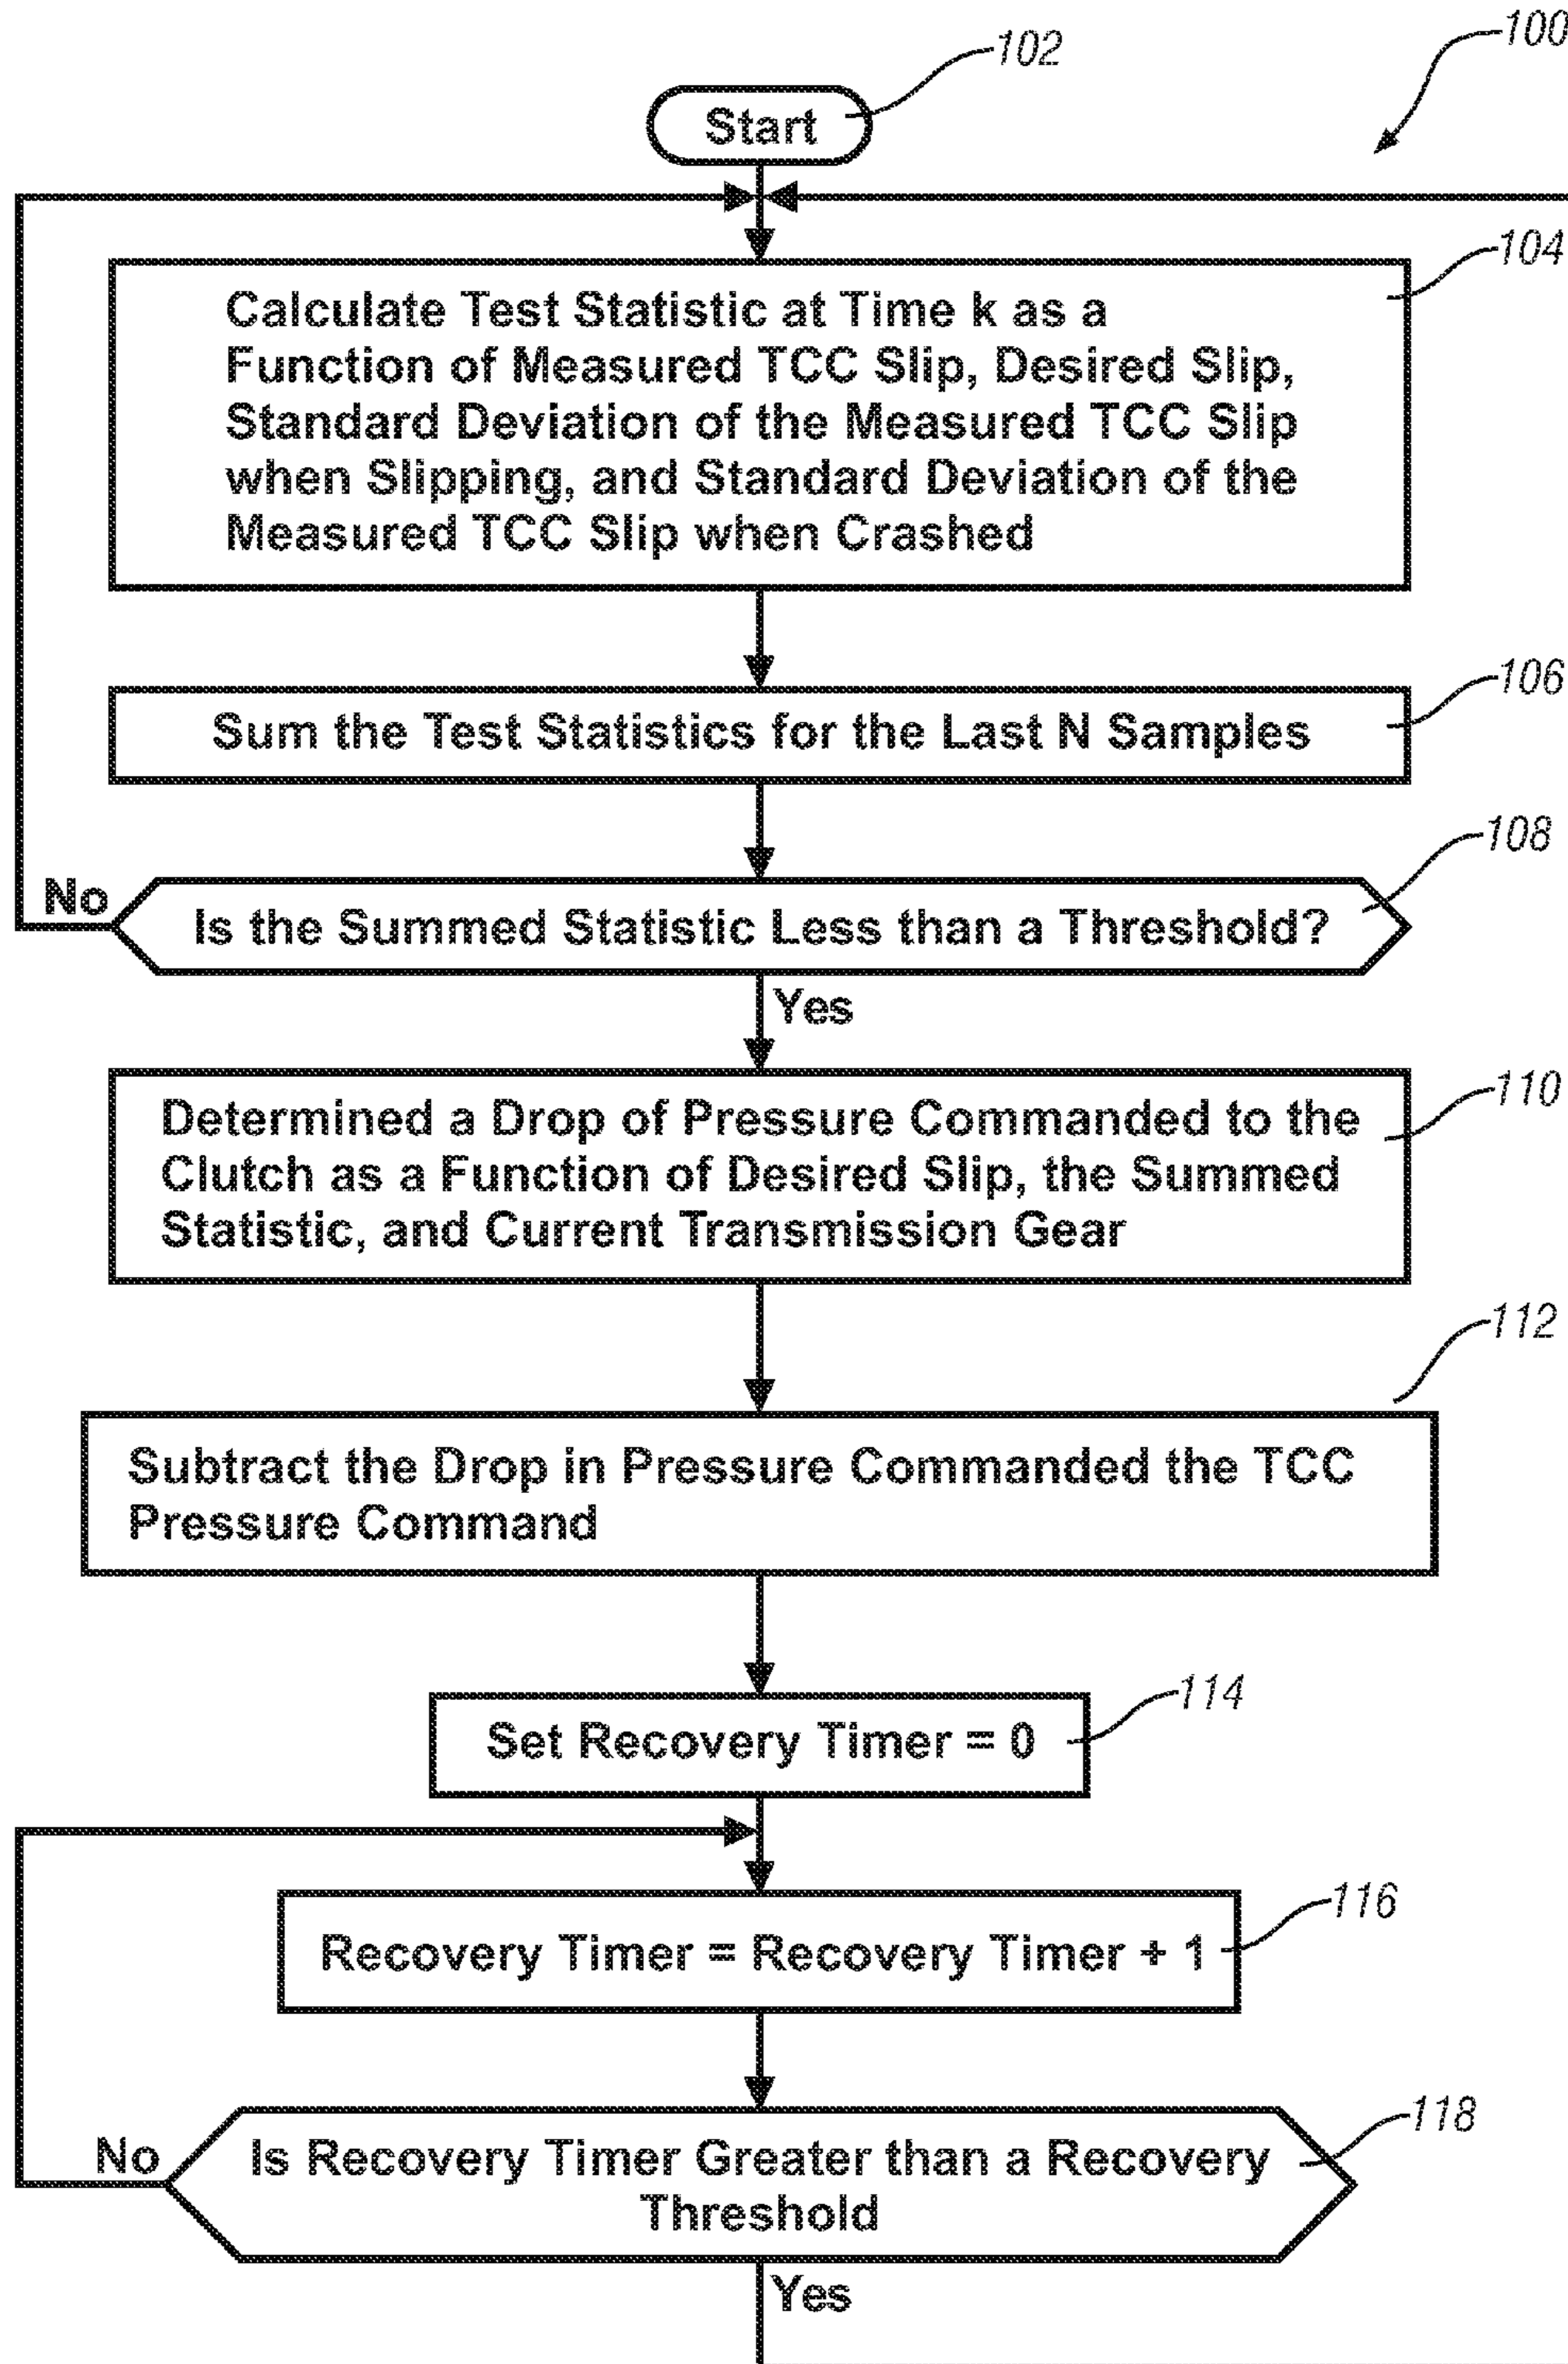 100
102
Start
104
Calculate Test Statistic at Time k as a
Function of Measured TCC Slip, Desired Slip,
Standard Deviation of the Measured TCC Slip
when Slipping, and Standard Deviation of the
Measured TCC Slip when Crashed
106
Sum the Test Statistics for the Last N Samples
108
No
Is the Summed Statistic Less than a Threshold?
Yes
110
Determined a Drop of Pressure Commanded to the
Clutch as a Function of Desired Slip, the Summed
Statistic, and Current Transmission Gear
112
Subtract the Drop in Pressure Commanded the TCC
Pressure Command
114
Set Recovery Timer = 0
116
Recovery Timer = Recovery Timer + 1
118
No
Is Recovery Timer Greater than a Recovery
Threshold
Yes